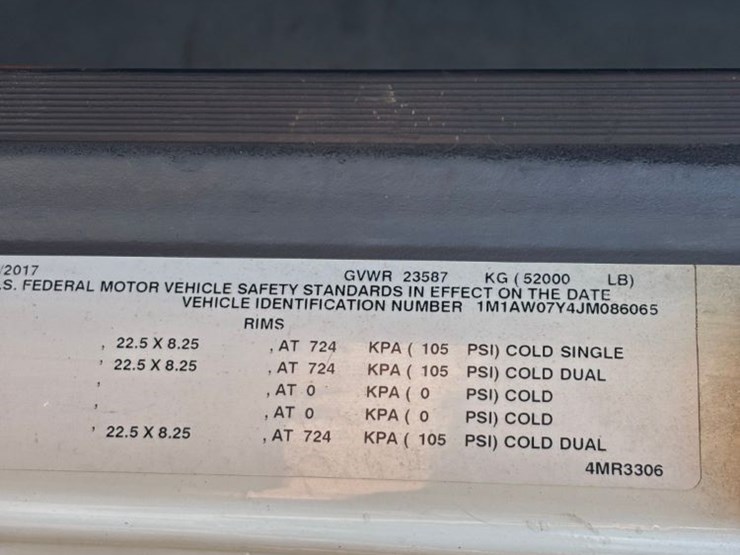 /2017 GVWR 23587 KG ( 52000 LB)
.S. FEDERAL MOTOR VEHICLE SAFETY STANDARDS IN EFFECT ON THE DATE
VEHICLE IDENTIFICATION NUMBER 1M1AW07Y4JM086065
RIMS
, 22.5 X 8.25 , AT 724 KPA ( 105 PSI) COLD SINGLE
, 22.5 X 8.25 , AT 724 KPA ( 105 PSI) COLD DUAL
, , AT 0 KPA ( 0 PSI) COLD
, , AT 0 KPA ( 0 PSI) COLD
, 22.5 X 8.25 , AT 724 KPA ( 105 PSI) COLD DUAL
4MR3306